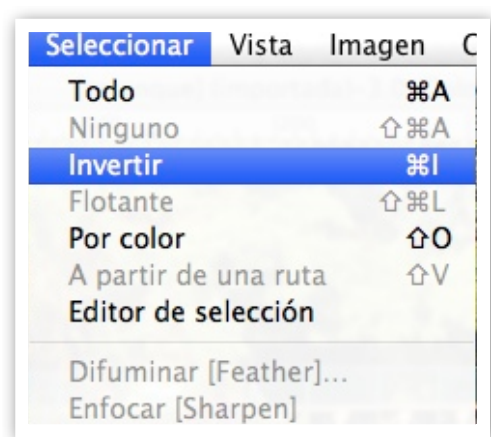 Seleccionar Vista Imagen C
Todo ⌘A
Ninguno ⇧⌘A
Invertir ⌘I
Flotante ⇧⌘L
Por color ⇧O
A partir de una ruta ⇧V
Editor de selección
Difuminar [Feather]...
Enfocar [Sharpen]